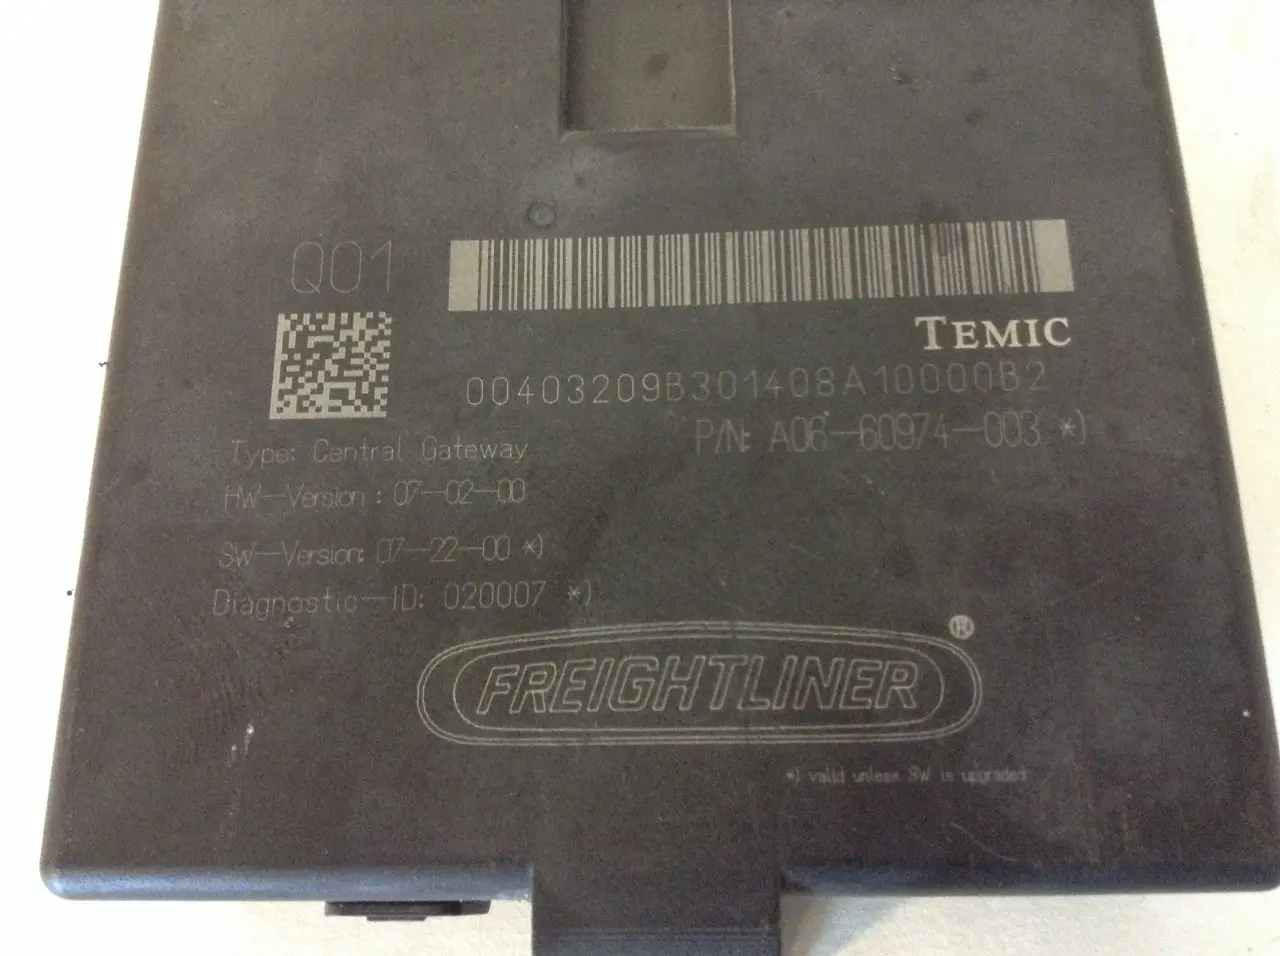 Q01
TEMIC
00403209B301408A10000B2
P/N: A06-60974-003 *)
Type: Central Gateway
HW-Version : 07-02-00
SW-Version: 07-22-00 *)
Diagnostic-ID: 020007 *)
FREIGHTLINER ®
*) valid unless SW is upgraded